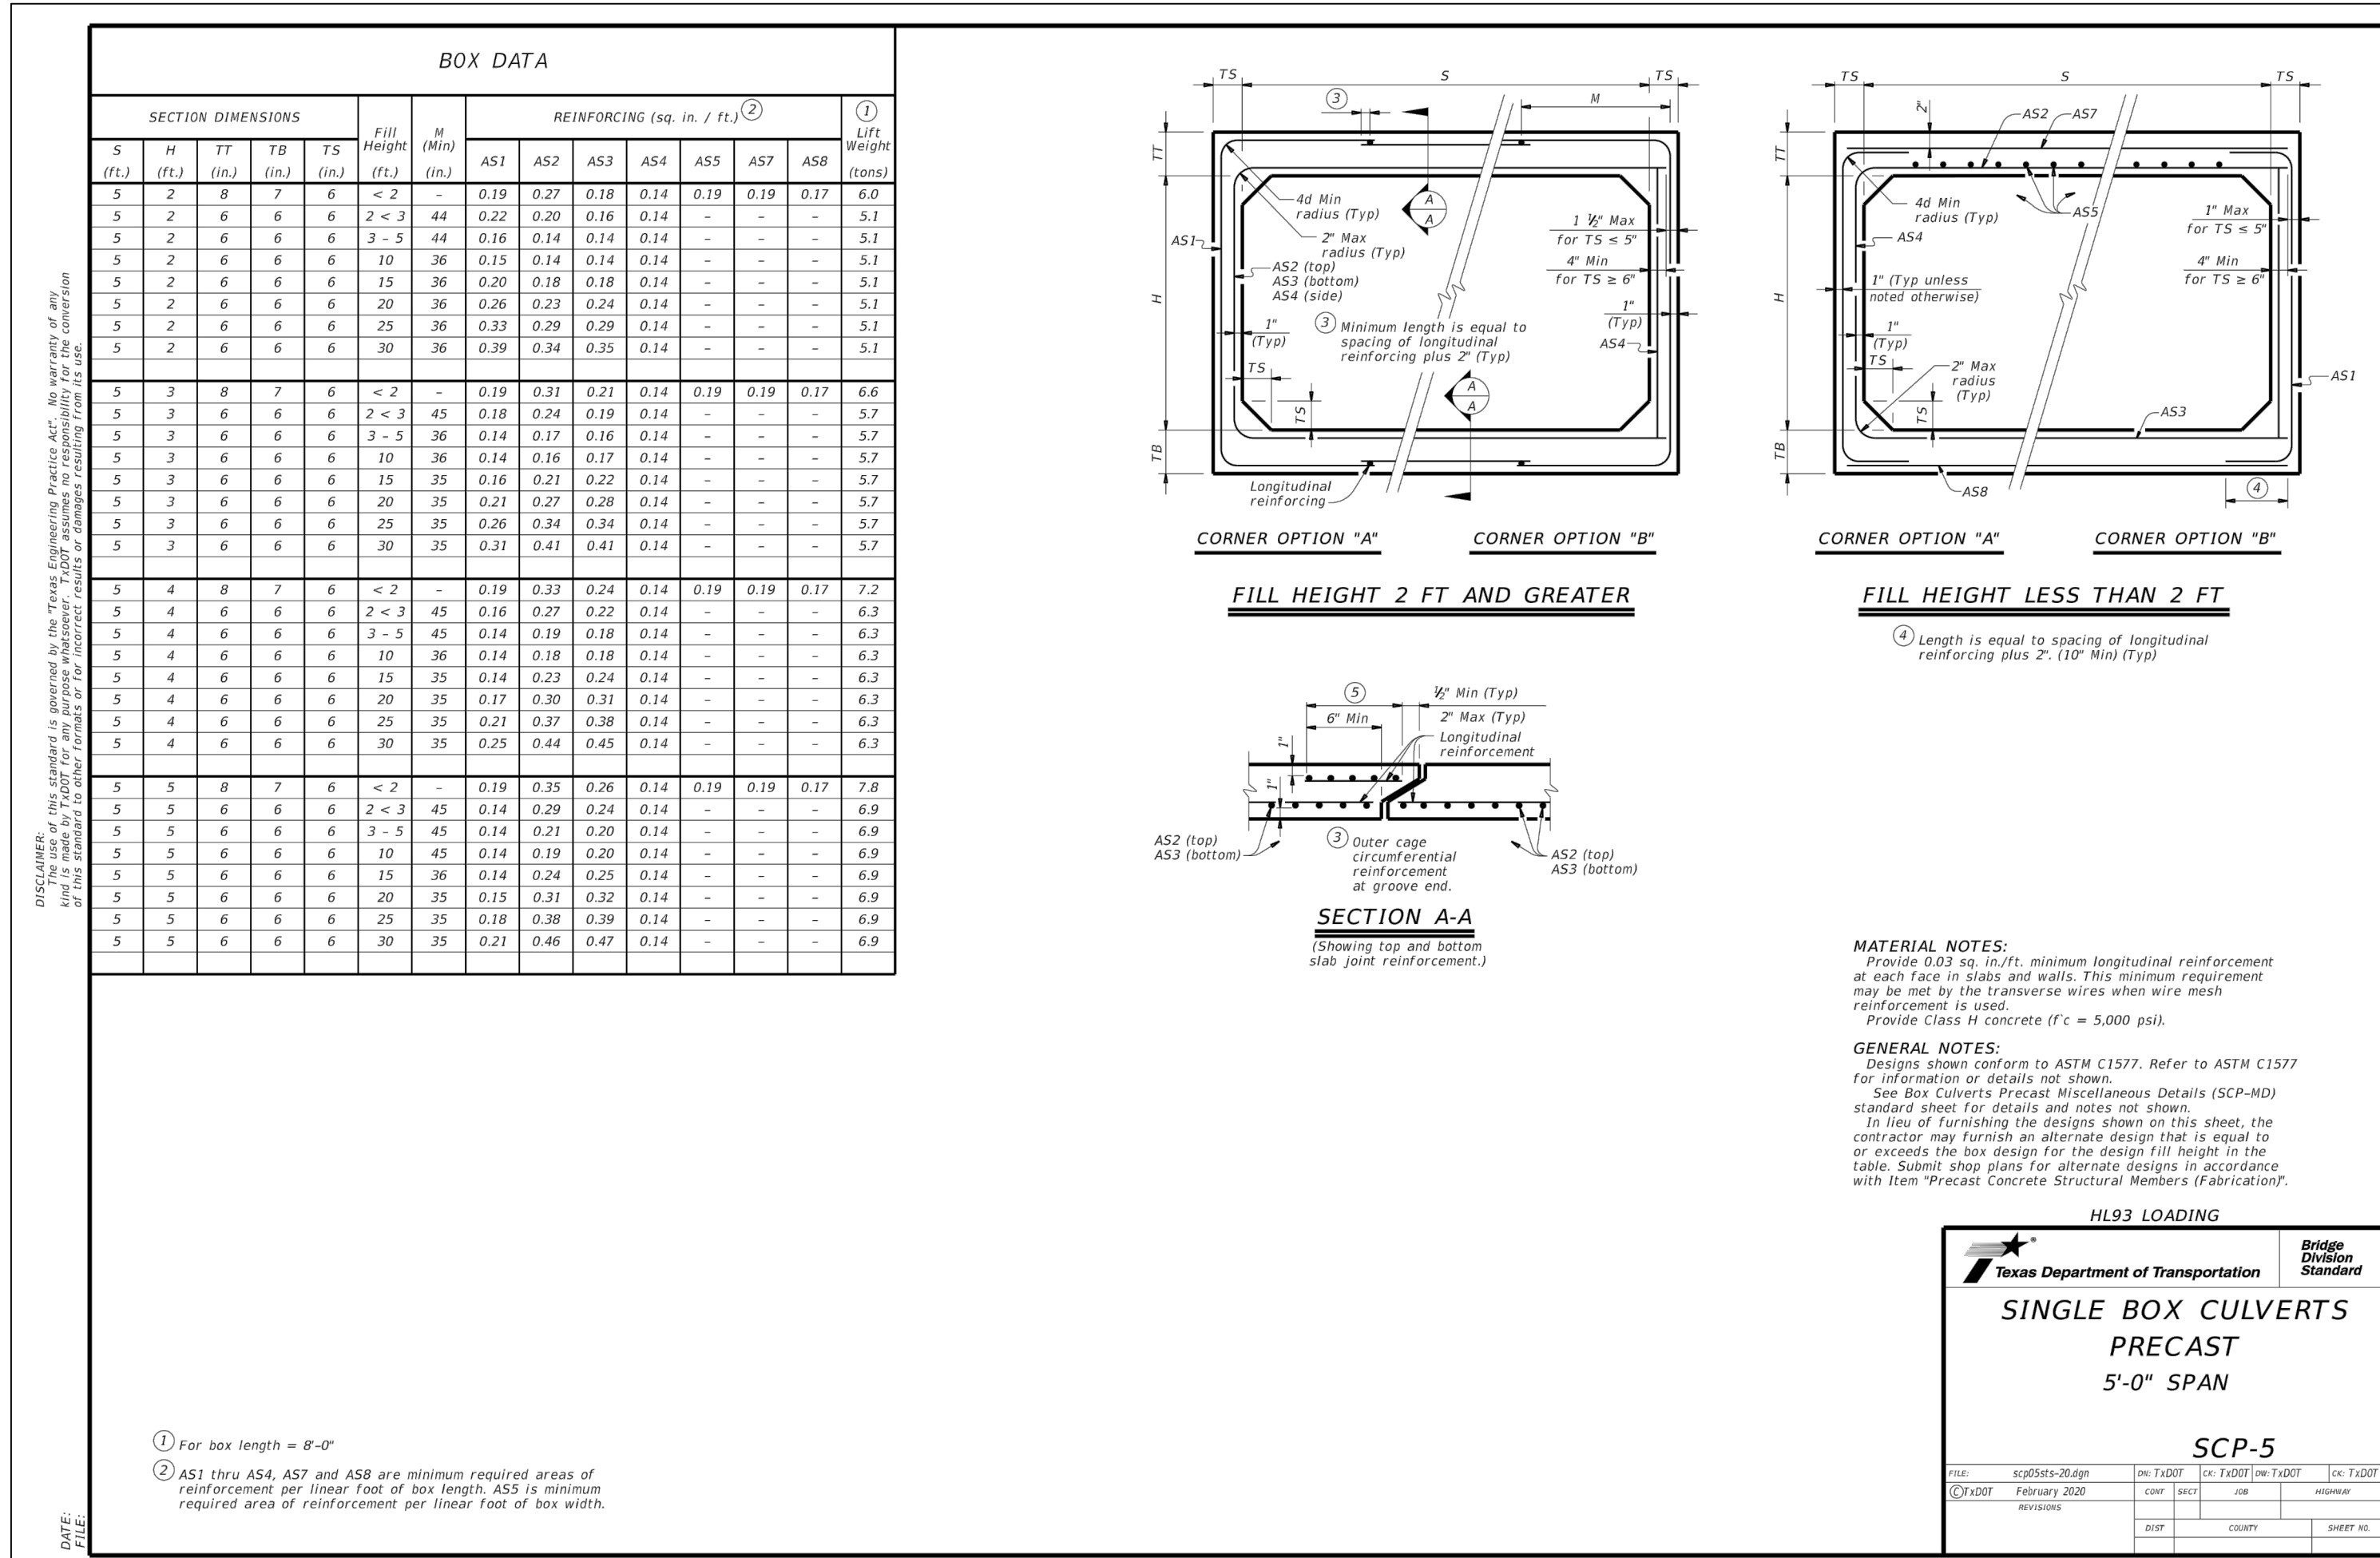 BOX DATA
SECTION DIMENSIONS Fill Height (ft.) M (Min) (in.) REINFORCING (sq. in. / ft.) ② ① Lift Weight (tons)
S (ft.) H (ft.) TT (in.) TB (in.) TS (in.) AS1 AS2 AS3 AS4 AS5 AS7 AS8
5 2 8 7 6 < 2 – 0.19 0.27 0.18 0.14 0.19 0.19 0.17 6.0
5 2 6 6 6 2 < 3 44 0.22 0.20 0.16 0.14 – – – 5.1
5 2 6 6 6 3 – 5 44 0.16 0.14 0.14 0.14 – – – 5.1
5 2 6 6 6 10 36 0.15 0.14 0.14 0.14 – – – 5.1
5 2 6 6 6 15 36 0.20 0.18 0.18 0.14 – – – 5.1
5 2 6 6 6 20 36 0.26 0.23 0.24 0.14 – – – 5.1
5 2 6 6 6 25 36 0.33 0.29 0.29 0.14 – – – 5.1
5 2 6 6 6 30 36 0.39 0.34 0.35 0.14 – – – 5.1
5 3 8 7 6 < 2 – 0.19 0.31 0.21 0.14 0.19 0.19 0.17 6.6
5 3 6 6 6 2 < 3 45 0.18 0.24 0.19 0.14 – – – 5.7
5 3 6 6 6 3 – 5 36 0.14 0.17 0.16 0.14 – – – 5.7
5 3 6 6 6 10 36 0.14 0.16 0.17 0.14 – – – 5.7
5 3 6 6 6 15 35 0.16 0.21 0.22 0.14 – – – 5.7
5 3 6 6 6 20 35 0.21 0.27 0.28 0.14 – – – 5.7
5 3 6 6 6 25 35 0.26 0.34 0.34 0.14 – – – 5.7
5 3 6 6 6 30 35 0.31 0.41 0.41 0.14 – – – 5.7
5 4 8 7 6 < 2 – 0.19 0.33 0.24 0.14 0.19 0.19 0.17 7.2
5 4 6 6 6 2 < 3 45 0.16 0.27 0.22 0.14 – – – 6.3
5 4 6 6 6 3 – 5 45 0.14 0.19 0.18 0.14 – – – 6.3
5 4 6 6 6 10 36 0.14 0.18 0.18 0.14 – – – 6.3
5 4 6 6 6 15 35 0.14 0.23 0.24 0.14 – – – 6.3
5 4 6 6 6 20 35 0.17 0.30 0.31 0.14 – – – 6.3
5 4 6 6 6 25 35 0.21 0.37 0.38 0.14 – – – 6.3
5 4 6 6 6 30 35 0.25 0.44 0.45 0.14 – – – 6.3
5 5 8 7 6 < 2 – 0.19 0.35 0.26 0.14 0.19 0.19 0.17 7.8
5 5 6 6 6 2 < 3 45 0.14 0.29 0.24 0.14 – – – 6.9
5 5 6 6 6 3 – 5 45 0.14 0.21 0.20 0.14 – – – 6.9
5 5 6 6 6 10 45 0.14 0.19 0.20 0.14 – – – 6.9
5 5 6 6 6 15 36 0.14 0.24 0.25 0.14 – – – 6.9
5 5 6 6 6 20 35 0.15 0.31 0.32 0.14 – – – 6.9
5 5 6 6 6 25 35 0.18 0.38 0.39 0.14 – – – 6.9
5 5 6 6 6 30 35 0.21 0.46 0.47 0.14 – – – 6.9
① For box length = 8'-0"
② AS1 thru AS4, AS7 and AS8 are minimum required areas of
reinforcement per linear foot of box length. AS5 is minimum
required area of reinforcement per linear foot of box width.
DISCLAIMER:
The use of this standard is governed by the "Texas Engineering Practice Act". No warranty of any
kind is made by TxDOT for any purpose whatsoever. TxDOT assumes no responsibility for the conversion
of this standard to other formats or for incorrect results or damages resulting from its use.
DATE:
FILE:
TS S TS
③ M
TT
H
TB
4d Min
radius (Typ)
2" Max
radius (Typ)
AS1
AS2 (top)
AS3 (bottom)
AS4 (side)
A
A
1 ½" Max
for TS ≤ 5"
4" Min
for TS ≥ 6"
1"
(Typ)
1"
(Typ)
③ Minimum length is equal to
spacing of longitudinal
reinforcing plus 2" (Typ)
AS4
TS
TS
A
A
Longitudinal
reinforcing
CORNER OPTION "A" CORNER OPTION "B"
FILL HEIGHT 2 FT AND GREATER
TS S TS
2"
AS2 AS7
TT
H
TB
4d Min
radius (Typ)
AS5
AS4
1" Max
for TS ≤ 5"
4" Min
for TS ≥ 6"
1" (Typ unless
noted otherwise)
1"
(Typ)
TS
TS
2" Max
radius
(Typ)
AS1
AS3
AS8
④
CORNER OPTION "A" CORNER OPTION "B"
FILL HEIGHT LESS THAN 2 FT
④ Length is equal to spacing of longitudinal
reinforcing plus 2". (10" Min) (Typ)
⑤ ½" Min (Typ)
6" Min 2" Max (Typ)
Longitudinal
reinforcement
1"
1"
AS2 (top)
AS3 (bottom)
③ Outer cage
circumferential
reinforcement
at groove end.
AS2 (top)
AS3 (bottom)
SECTION A-A
(Showing top and bottom
slab joint reinforcement.)
MATERIAL NOTES:
Provide 0.03 sq. in./ft. minimum longitudinal reinforcement
at each face in slabs and walls. This minimum requirement
may be met by the transverse wires when wire mesh
reinforcement is used.
Provide Class H concrete (f`c = 5,000 psi).
GENERAL NOTES:
Designs shown conform to ASTM C1577. Refer to ASTM C1577
for information or details not shown.
See Box Culverts Precast Miscellaneous Details (SCP-MD)
standard sheet for details and notes not shown.
In lieu of furnishing the designs shown on this sheet, the
contractor may furnish an alternate design that is equal to
or exceeds the box design for the design fill height in the
table. Submit shop plans for alternate designs in accordance
with Item "Precast Concrete Structural Members (Fabrication)".
HL93 LOADING
Texas Department of Transportation
®
Bridge
Division
Standard
SINGLE BOX CULVERTS
PRECAST
5'-0" SPAN
SCP-5
FILE: scp05sts-20.dgn DN: TxDOT CK: TxDOT DW: TxDOT CK: TxDOT
©TxDOT February 2020 CONT SECT JOB HIGHWAY
REVISIONS
DIST COUNTY SHEET NO.